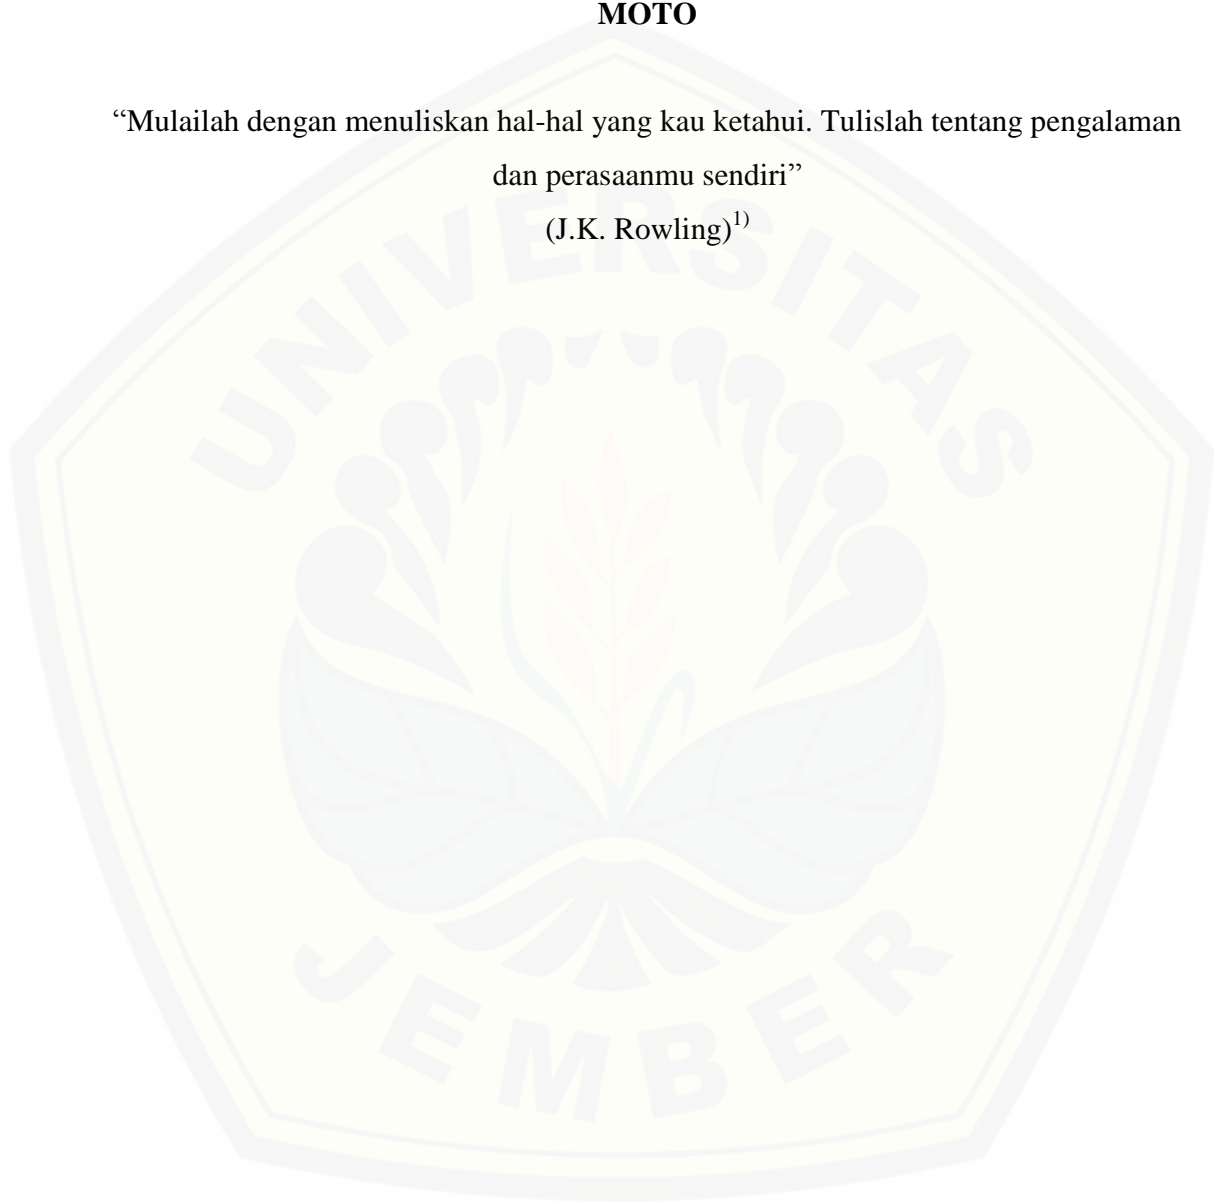 MOTO
“Mulailah dengan menuliskan hal-hal yang kau ketahui. Tulislah tentang pengalaman
dan perasaanmu sendiri”
(J.K. Rowling)1)
UNIVERSITAS
JEMBER